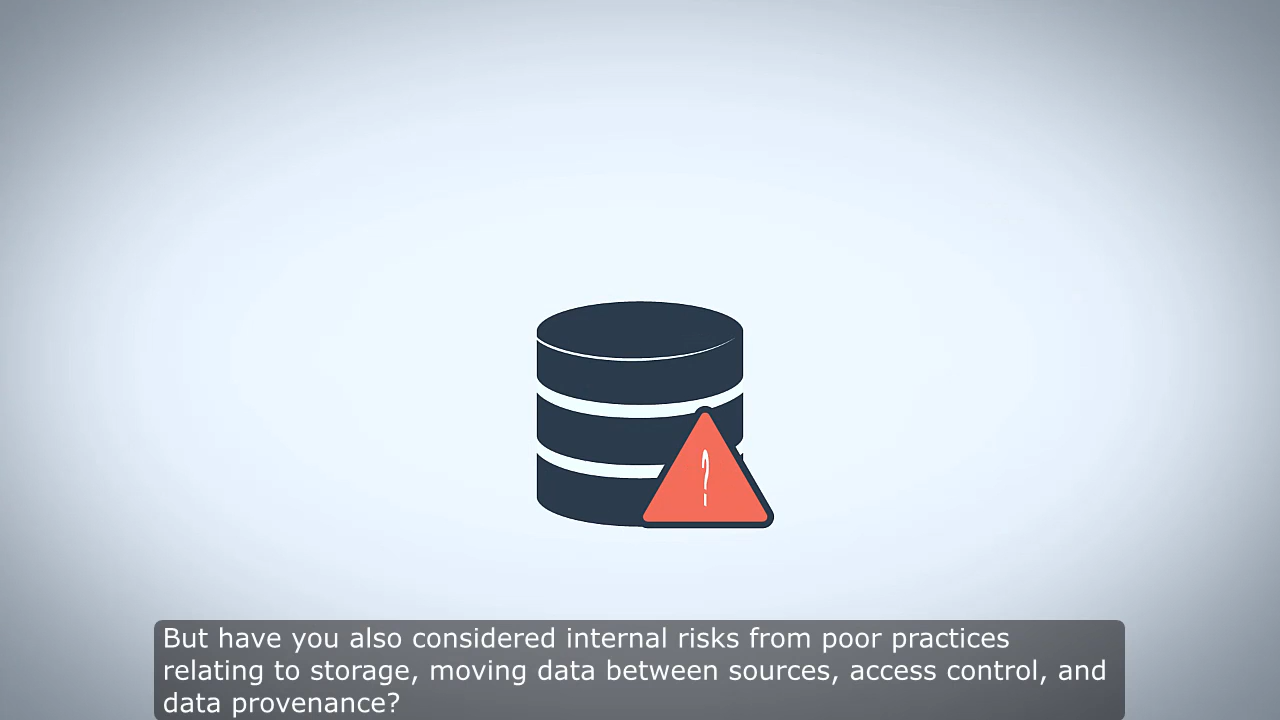 ?
But have you also considered internal risks from poor practices
relating to storage, moving data between sources, access control, and
data provenance?